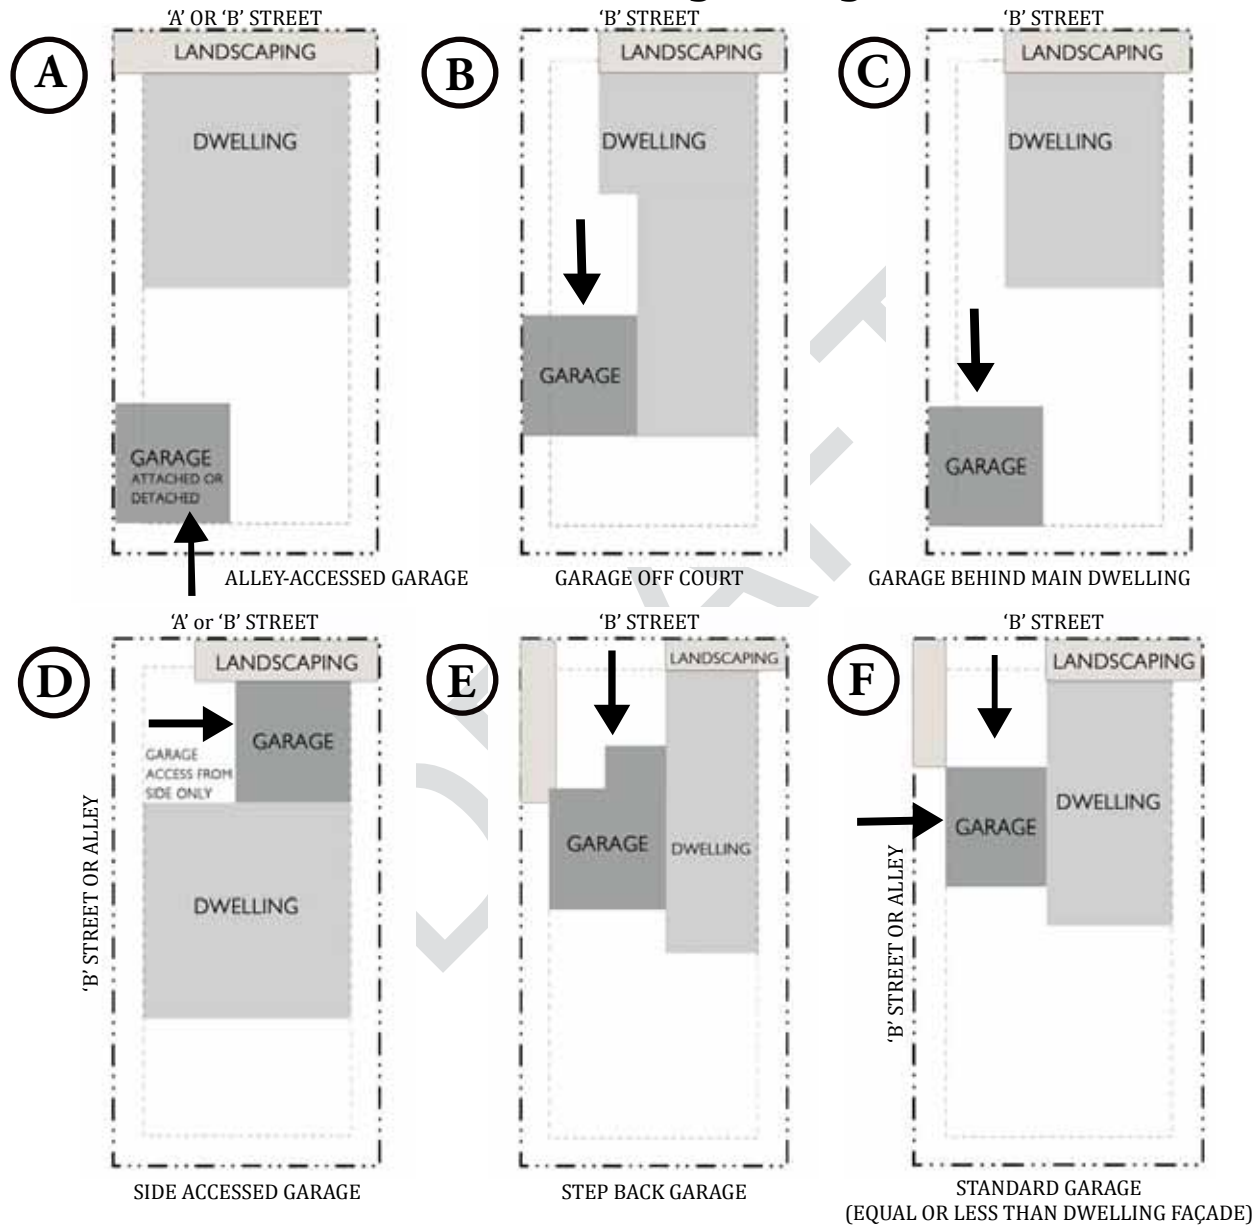 'A' OR 'B' STREET
A
LANDSCAPING
DWELLING
GARAGE
ATTACHED OR
DETACHED
ALLEY-ACCESSED GARAGE
'B' STREET
B
LANDSCAPING
DWELLING
GARAGE
GARAGE OFF COURT
'B' STREET
C
LANDSCAPING
DWELLING
GARAGE
GARAGE BEHIND MAIN DWELLING
'A' or 'B' STREET
D
LANDSCAPING
GARAGE
GARAGE
ACCESS FROM
SIDE ONLY
DWELLING
'B' STREET OR ALLEY
SIDE ACCESSED GARAGE
'B' STREET
E
LANDSCAPING
GARAGE
DWELLING
STEP BACK GARAGE
'B' STREET
F
LANDSCAPING
DWELLING
GARAGE
'B' STREET OR ALLEY
STANDARD GARAGE
(EQUAL OR LESS THAN DWELLING FAÇADE)